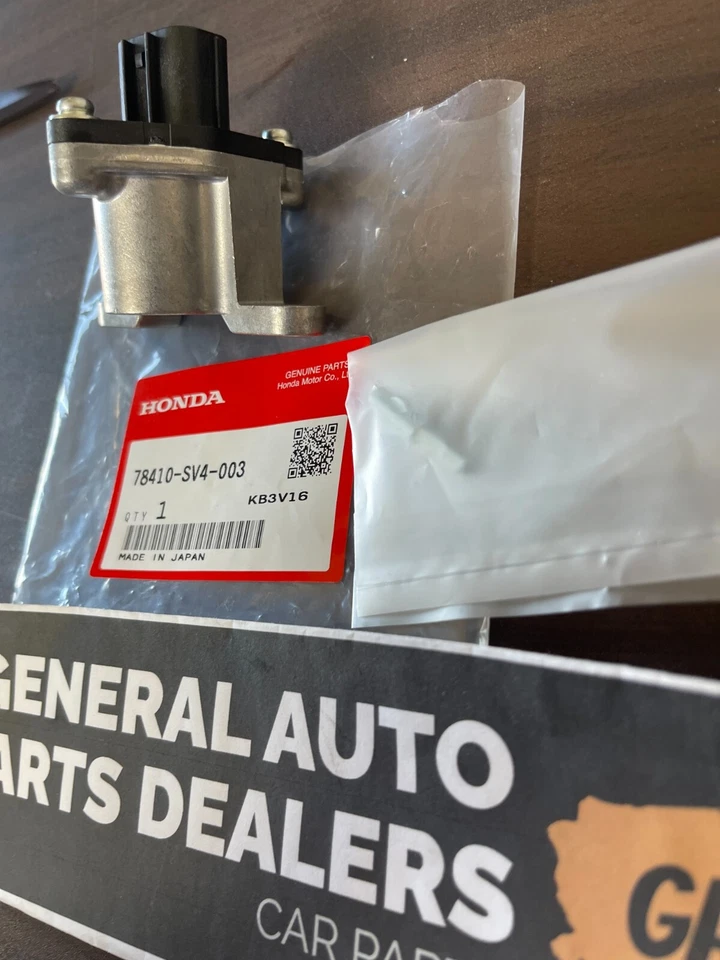 GENUINE PARTS
Honda Motor Co., L
HONDA
78410-SV4-003
KB3V16
QTY 1
MADE IN JAPAN
GENERAL AUTO
ARTS DEALERS
CAR PAR
GA